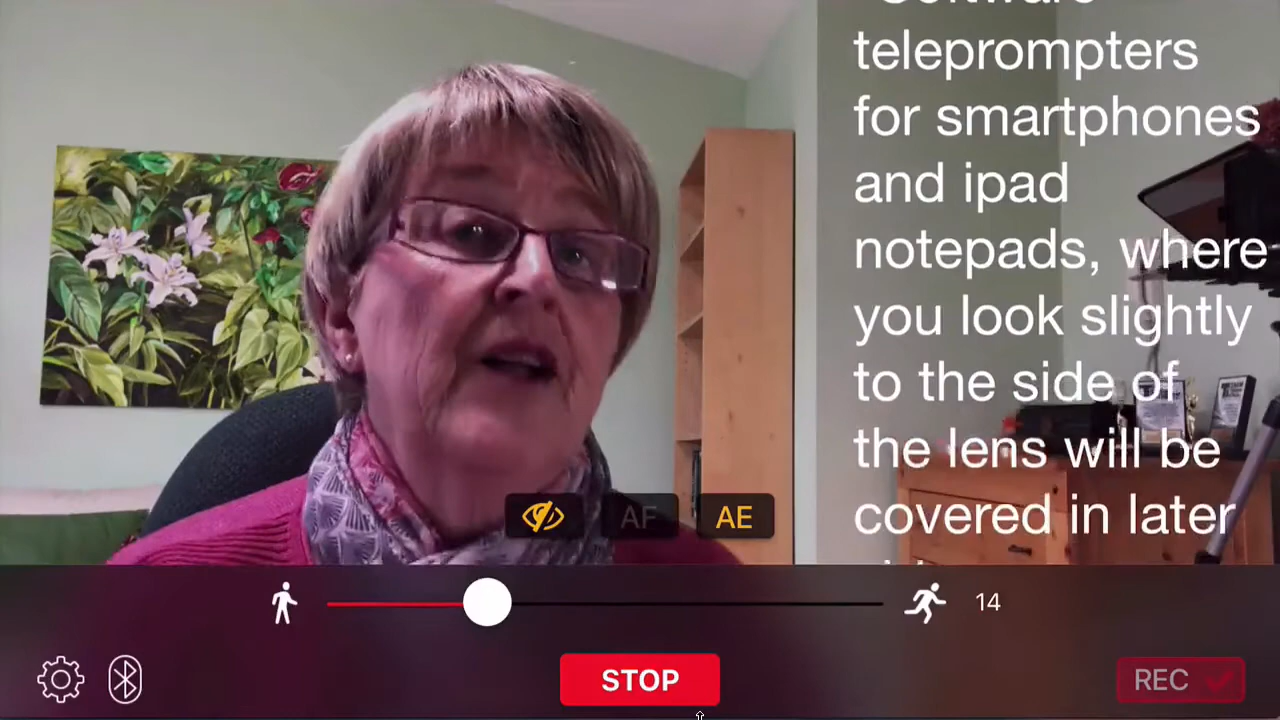 teleprompters
for smartphones
and ipad
notepads, where
you look slightly
to the side of
the lens will be
covered in later
AF
AE
14
STOP
REC